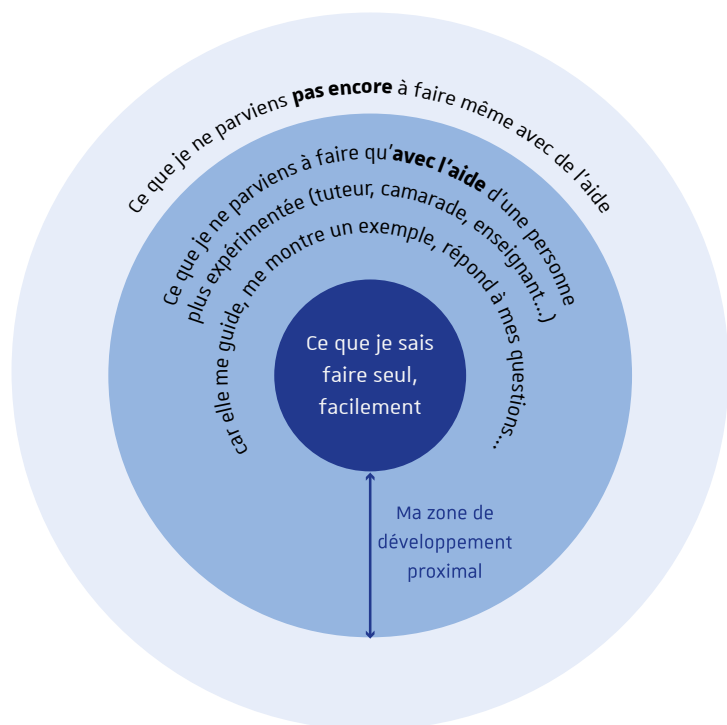 Ce que je ne parviens pas encore à faire même avec de l'aide
Ce que je ne parviens à faire qu'avec l'aide d'une personne
plus expérimentée (tuteur, camarade, enseignant...)
car elle me guide, me montre un exemple, répond à mes questions...
Ce que je sais
faire seul,
facilement
Ma zone de
développement
proximal